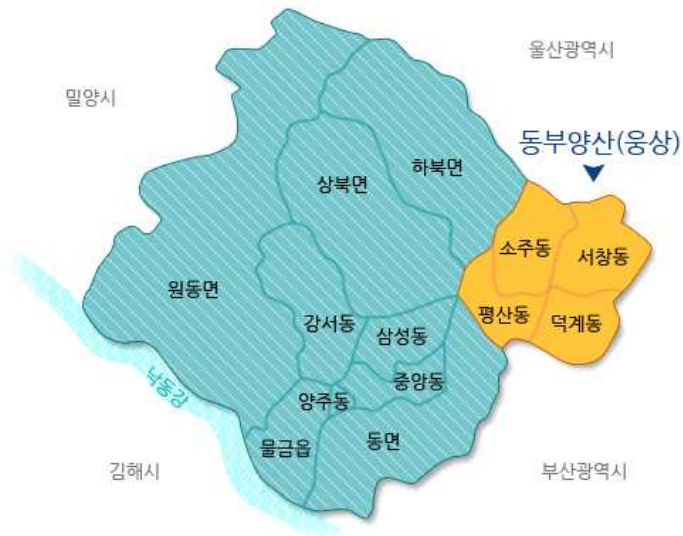 울산광역시
밀양시
동부양산(웅상)
하북면
상북면
소주동
서창동
원동면
평산동
덕계동
강서동
삼성동
중앙동
양주동
낙동강
물금읍
동면
김해시
부산광역시